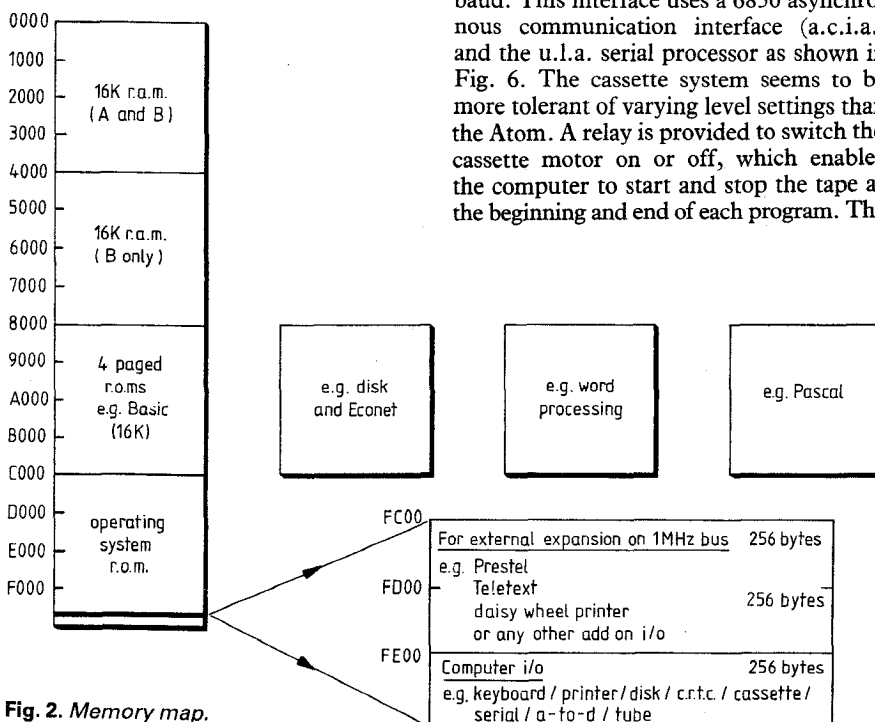 baud. This interface uses a 6850 asynchro-
nous communication interface (a.c.i.a.
and the u.l.a. serial processor as shown i
Fig. 6. The cassette system seems to b
more tolerant of varying level settings tha
the Atom. A relay is provided to switch th
cassette motor on or off, which enable
the computer to start and stop the tape a
the beginning and end of each program. Th
0000
1000
2000
3000
4000
5000
6000
7000
8000
9000
A000
B000
C000
D000
E000
F000
16K r.a.m.
(A and B)
16K r.a.m.
(B only)
4 paged
r.o.ms
e.g. Basic
(16K)
operating
system
r.o.m.
e.g. disk
and Econet
e.g. word
processing
e.g. Pascal
FC00
For external expansion on 1MHz bus 256 bytes
e.g. Prestel
FD00 Teletext
daisy wheel printer 256 bytes
or any other add on i/o
FE00
Computer i/o 256 bytes
e.g. keyboard / printer / disk / c.r.t.c. / cassette /
serial / a-to-d / tube
Fig. 2. Memory map.